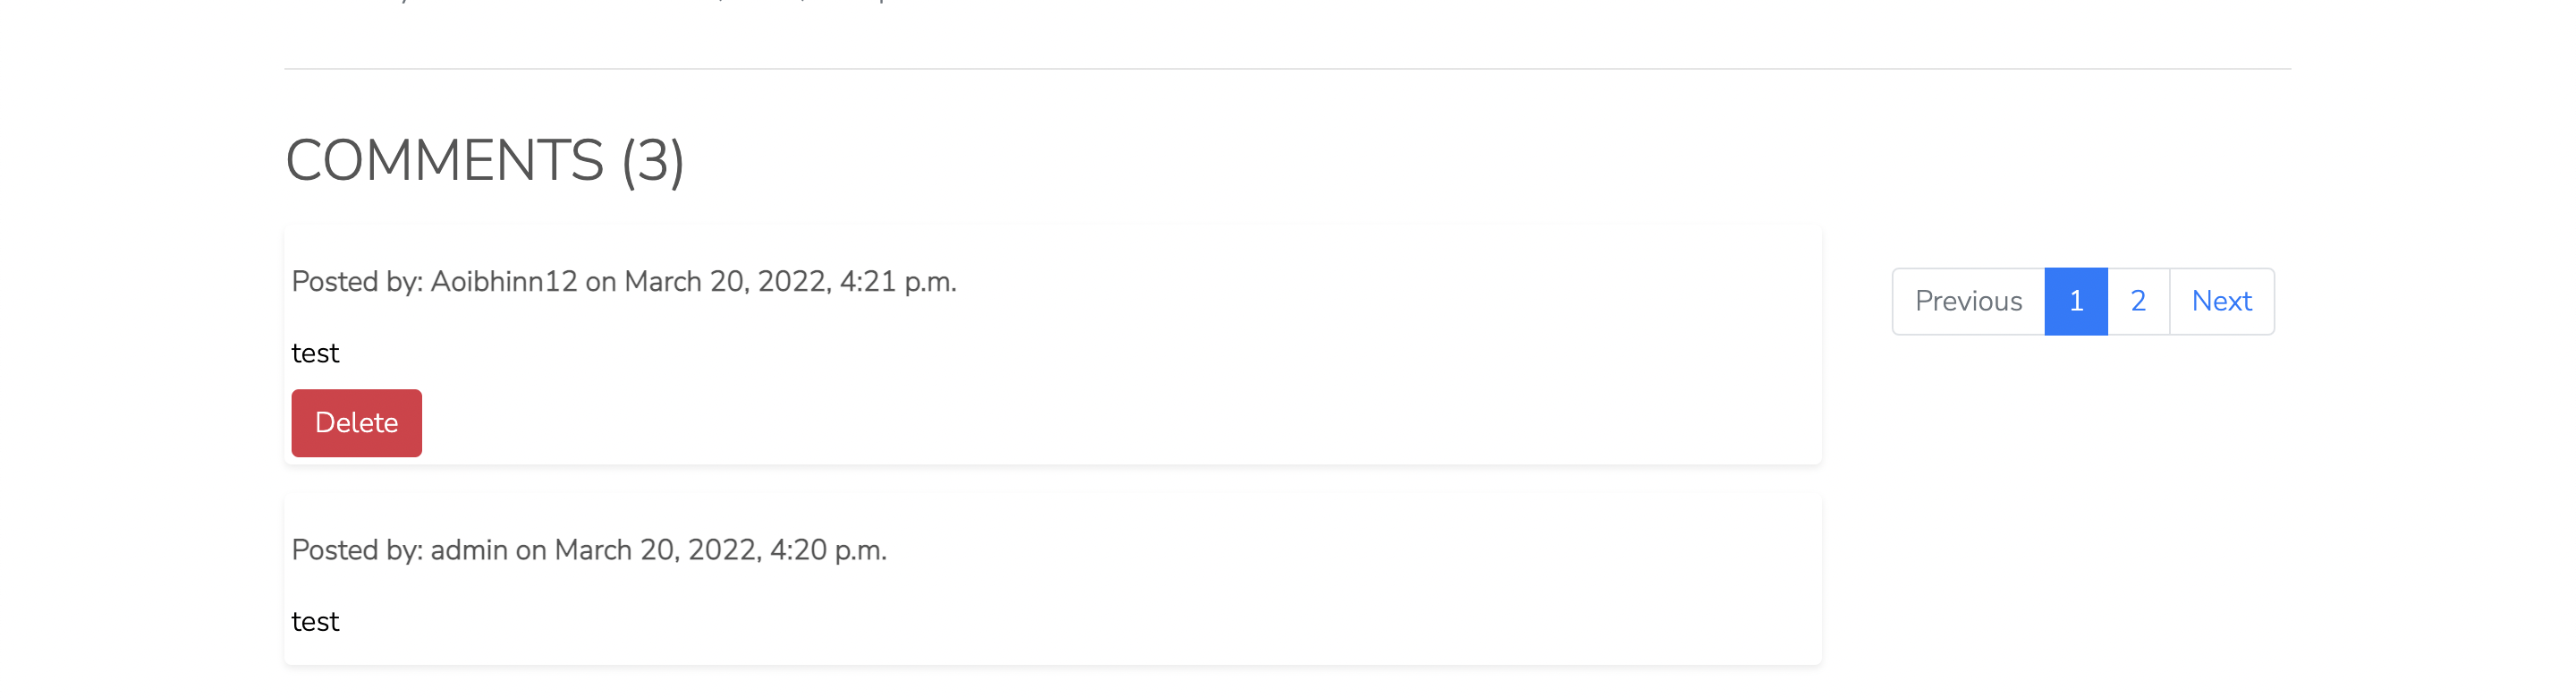 COMMENTS (3)
Posted by: Aoibhinn12 on March 20, 2022, 4:21 p.m.
Previous 1 2 Next
test
Delete
Posted by: admin on March 20, 2022, 4:20 p.m.
test